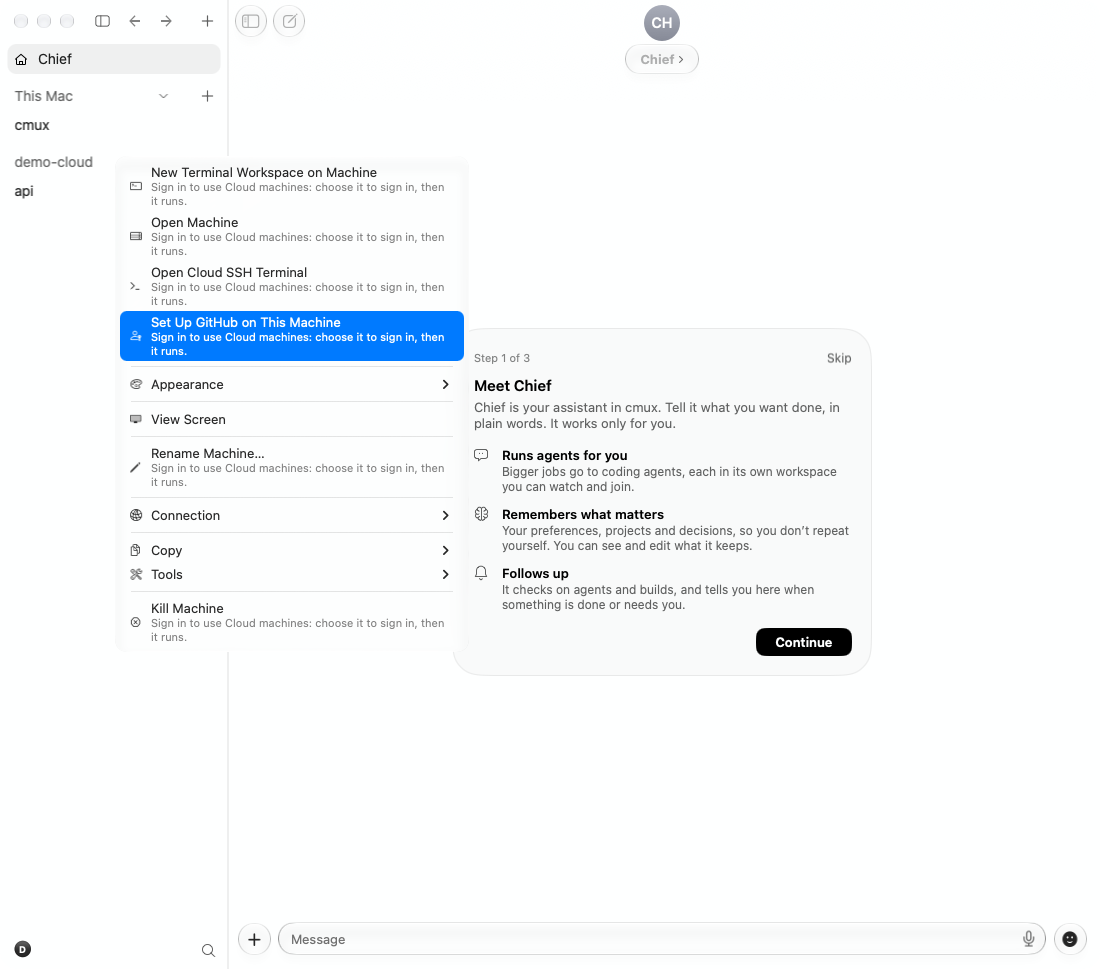 CH
Chief
Chief
This Mac
cmux
demo-cloud
api
New Terminal Workspace on Machine
Sign in to use Cloud machines: choose it to sign in, then
it runs.
Open Machine
Sign in to use Cloud machines: choose it to sign in, then
it runs.
Open Cloud SSH Terminal
Sign in to use Cloud machines: choose it to sign in, then
it runs.
Set Up GitHub on This Machine
Sign in to use Cloud machines: choose it to sign in, then
it runs.
Appearance
View Screen
Rename Machine...
Sign in to use Cloud machines: choose it to sign in, then
it runs.
Connection
Copy
Tools
Kill Machine
Sign in to use Cloud machines: choose it to sign in, then
it runs.
Step 1 of 3
Skip
Meet Chief
Chief is your assistant in cmux. Tell it what you want done, in
plain words. It works only for you.
Runs agents for you
Bigger jobs go to coding agents, each in its own workspace
you can watch and join.
Remembers what matters
Your preferences, projects and decisions, so you don't repeat
yourself. You can see and edit what it keeps.
Follows up
It checks on agents and builds, and tells you here when
something is done or needs you.
Continue
D
Message